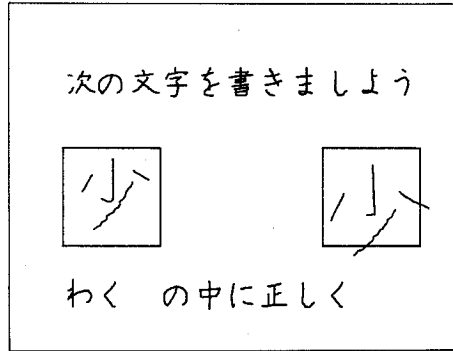 次の文字を書きましよう
少 少
わく の中に正しく